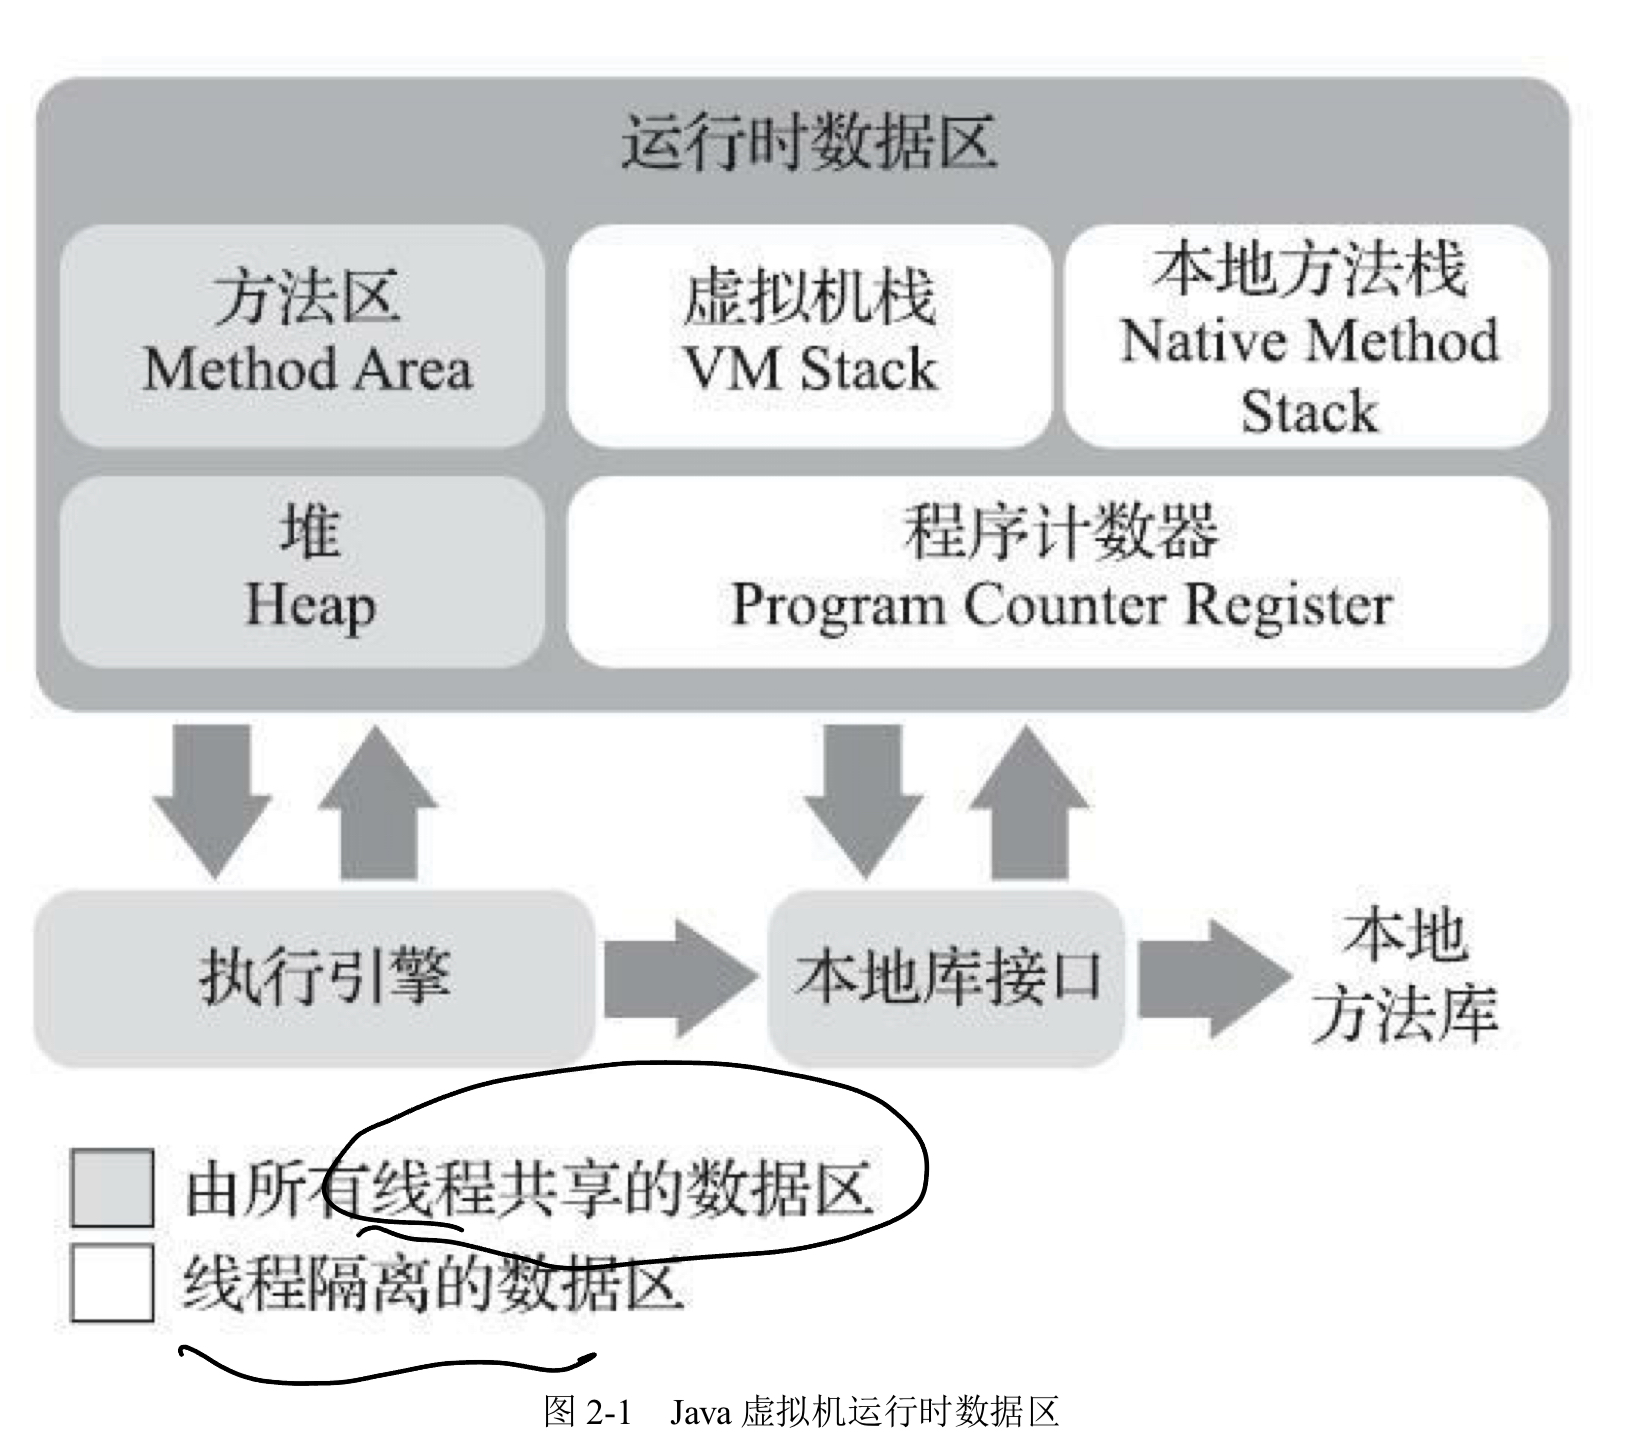 运行时数据区
方法区
Method Area
虚拟机栈
VM Stack
本地方法栈
Native Method
Stack
堆
Heap
程序计数器
Program Counter Register
执行引擎
本地库接口
本地
方法库
由所有线程共享的数据区
线程隔离的数据区
图 2-1 Java 虚拟机运行时数据区